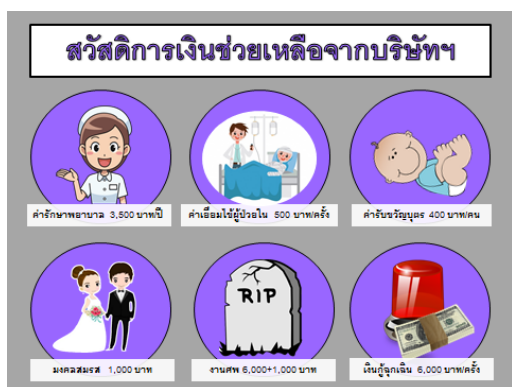 สวัสดิการเงินช่วยเหลือจากบริษัทฯ
ค่ารักษาพยาบาล 3,500 บาท/ปี
ค่าเยี่ยมไข้ผู้ป่วยใน 500 บาท/ครั้ง
ค่ารับขวัญบุตร 400 บาท/คน
มงคลสมรส 1,000 บาท
RIP
งานศพ 6,000+1,000 บาท
เงินกู้ฉุกเฉิน 6,000 บาท/ครั้ง